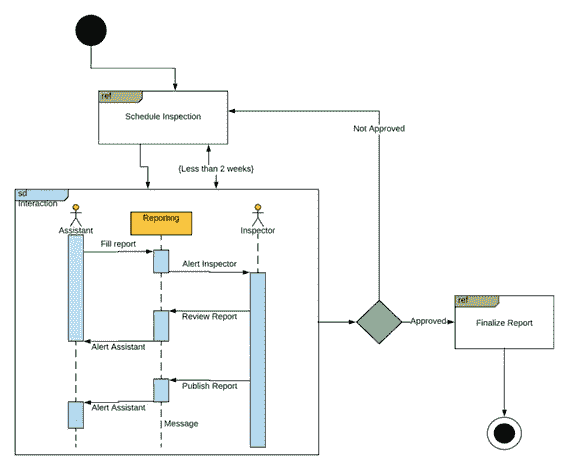 ref
Schedule Inspection
Not Approved
{Less than 2 weeks}
sd
Interaction
Assistant
Reporting
Inspector
Fill report
Alert Inspector
Review Report
Alert Assistant
Publish Report
Alert Assistant
Message
Approved
ref
Finalize Report